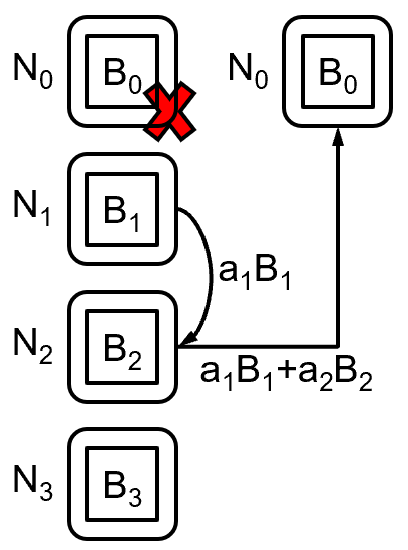 N₀ B₀ N₀ B₀
N₁ B₁
a₁B₁
N₂ B₂
a₁B₁+a₂B₂
N₃ B₃